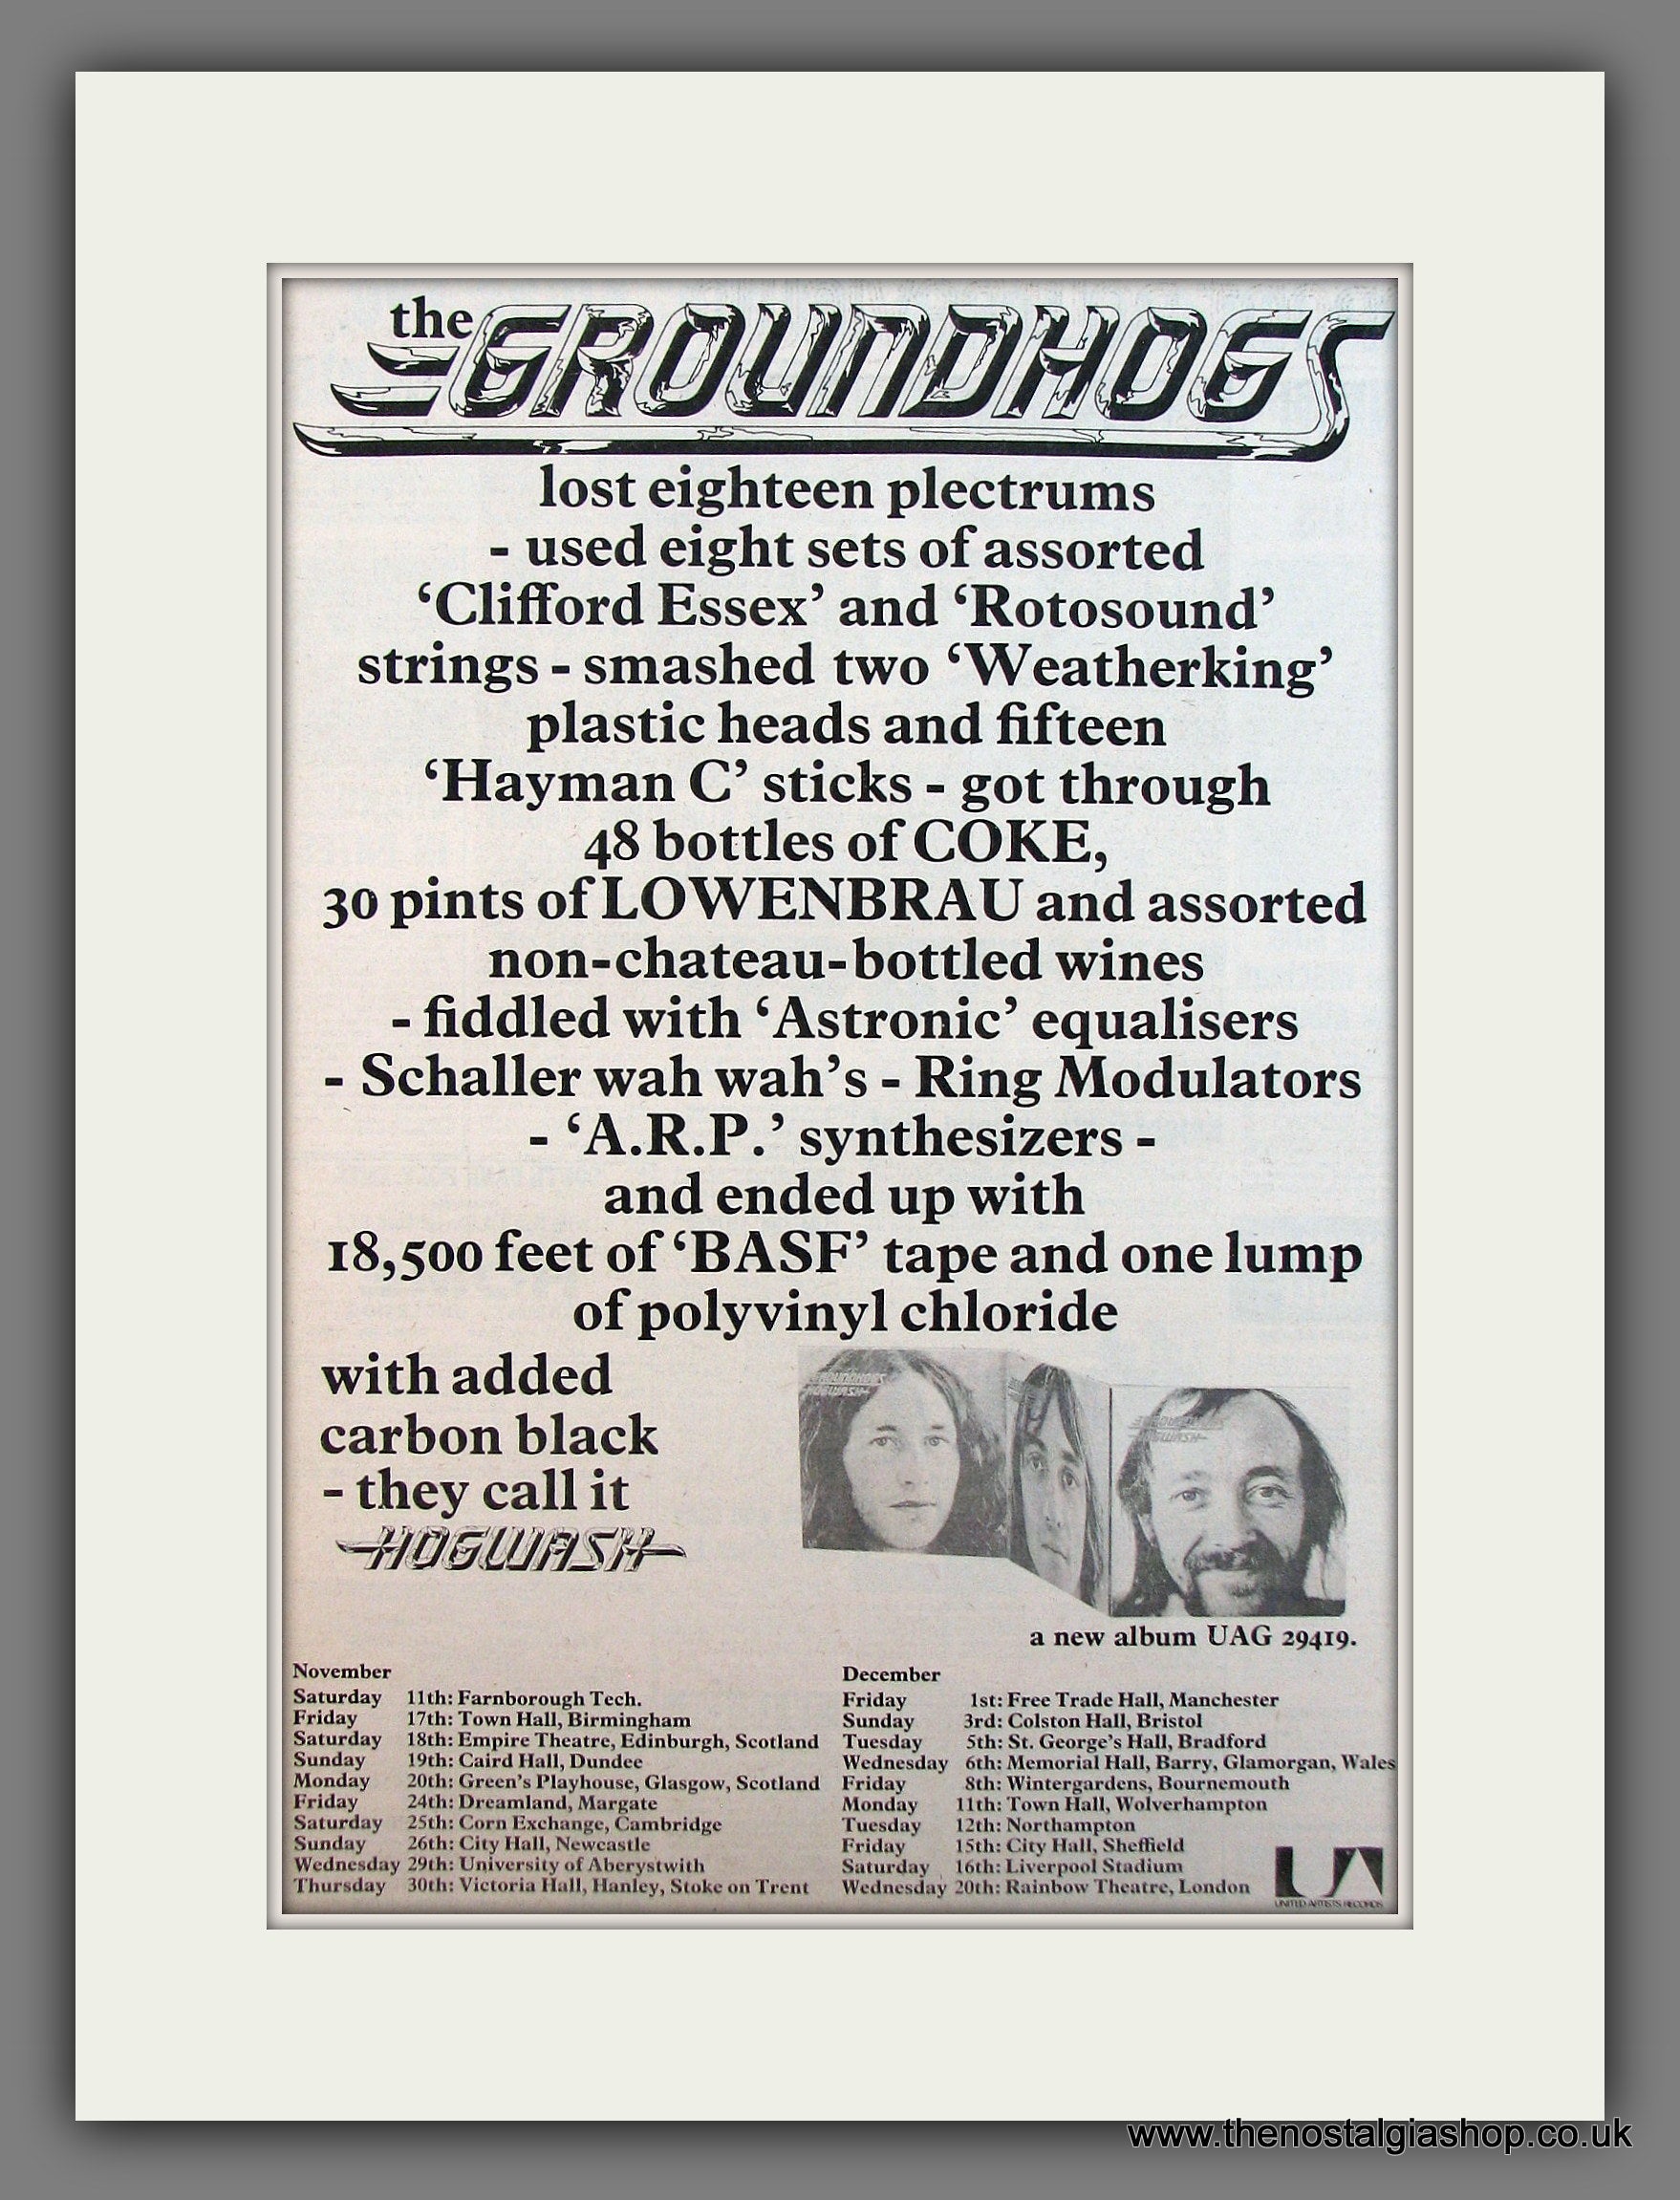 the GROUNDHOGS
lost eighteen plectrums
- used eight sets of assorted
‘Clifford Essex’ and ‘Rotosound’
strings - smashed two ‘Weatherking’
plastic heads and fifteen
‘Hayman C’ sticks - got through
48 bottles of COKE,
30 pints of LOWENBRAU and assorted
non-chateau-bottled wines
- fiddled with ‘Astronic’ equalisers
- Schaller wah wah’s - Ring Modulators
- ‘A.R.P.’ synthesizers -
and ended up with
18,500 feet of ‘BASF’ tape and one lump
of polyvinyl chloride
with added
carbon black
- they call it
HOGWASH
GROUNDHOGS
HOGWASH
GROUNDHOGS
HOGWASH
a new album UAG 29419.
November
Saturday 11th: Farnborough Tech.
Friday 17th: Town Hall, Birmingham
Saturday 18th: Empire Theatre, Edinburgh, Scotland
Sunday 19th: Caird Hall, Dundee
Monday 20th: Green’s Playhouse, Glasgow, Scotland
Friday 24th: Dreamland, Margate
Saturday 25th: Corn Exchange, Cambridge
Sunday 26th: City Hall, Newcastle
Wednesday 29th: University of Aberystwith
Thursday 30th: Victoria Hall, Hanley, Stoke on Trent
December
Friday 1st: Free Trade Hall, Manchester
Sunday 3rd: Colston Hall, Bristol
Tuesday 5th: St. George’s Hall, Bradford
Wednesday 6th: Memorial Hall, Barry, Glamorgan, Wales
Friday 8th: Wintergardens, Bournemouth
Monday 11th: Town Hall, Wolverhampton
Tuesday 12th: Northampton
Friday 15th: City Hall, Sheffield
Saturday 16th: Liverpool Stadium
Wednesday 20th: Rainbow Theatre, London
UA
UNITED ARTISTS RECORDS
www.thenostalgiashop.co.uk